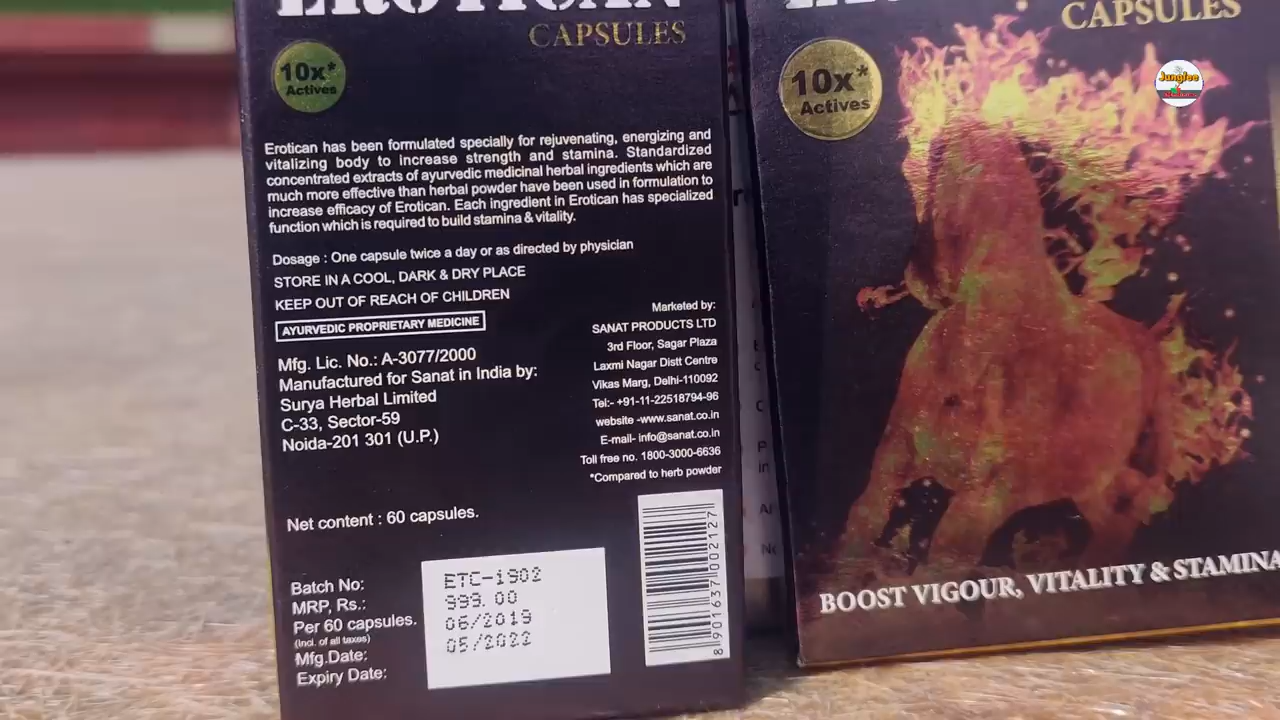 EROTICAN
CAPSULES
10x*
Actives
Erotican has been formulated specially for rejuvenating, energizing and
vitalizing body to increase strength and stamina. Standardized
concentrated extracts of ayurvedic medicinal herbal ingredients which are
much more effective than herbal powder have been used in formulation to
increase efficacy of Erotican. Each ingredient in Erotican has specialized
function which is required to build stamina & vitality.
Dosage : One capsule twice a day or as directed by physician
STORE IN A COOL, DARK & DRY PLACE
KEEP OUT OF REACH OF CHILDREN
AYURVEDIC PROPRIETARY MEDICINE
Mfg. Lic. No.: A-3077/2000
Manufactured for Sanat in India by:
Surya Herbal Limited
C-33, Sector-59
Noida-201 301 (U.P.)
Marketed by:
SANAT PRODUCTS LTD
3rd Floor, Sagar Plaza
Laxmi Nagar Distt Centre
Vikas Marg, Delhi-110092
Tel:- +91-11-22518794-96
website -www.sanat.co.in
E-mail- info@sanat.co.in
Toll free no. 1800-3000-6636
*Compared to herb powder
Net content : 60 capsules.
Batch No: ETC-1902
MRP, Rs.: 999.00
Per 60 capsules.
(Incl. of all taxes)
Mfg.Date: 06/2019
Expiry Date: 05/2022
8 901637 002127
CAPSULES
10x*
Actives
BOOST VIGOUR, VITALITY & STAMINA
Junglee